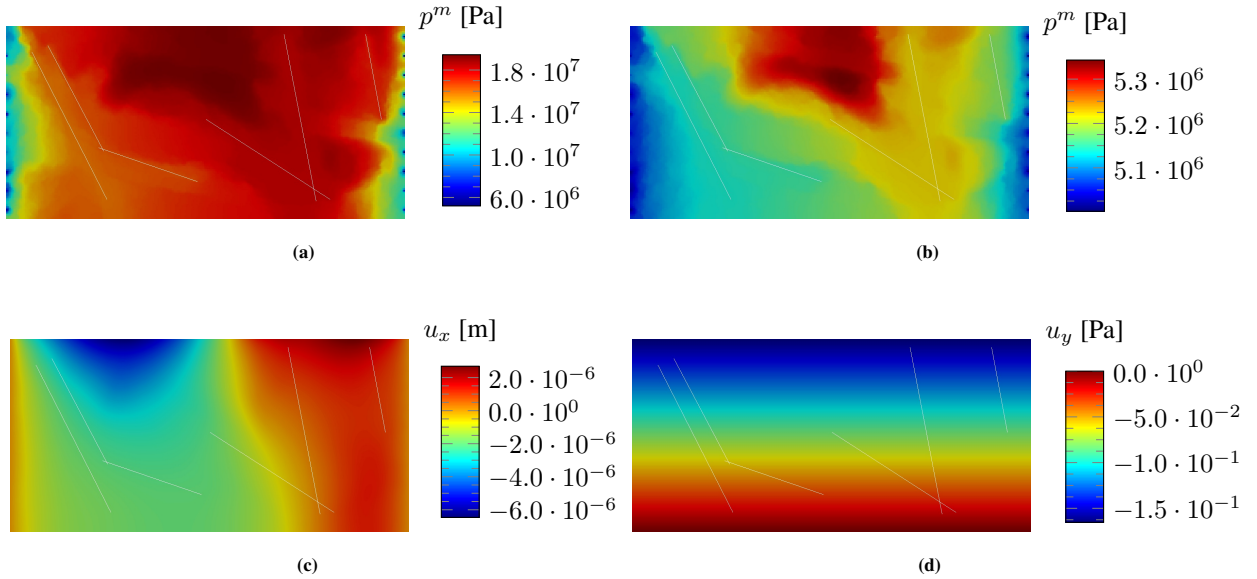 p^m [Pa]
1.8 · 10^7
1.4 · 10^7
1.0 · 10^7
6.0 · 10^6
(a)
p^m [Pa]
5.3 · 10^6
5.2 · 10^6
5.1 · 10^6
(b)
u_x [m]
2.0 · 10^−6
0.0 · 10^0
−2.0 · 10^−6
−4.0 · 10^−6
−6.0 · 10^−6
(c)
u_y [Pa]
0.0 · 10^0
−5.0 · 10^−2
−1.0 · 10^−1
−1.5 · 10^−1
(d)